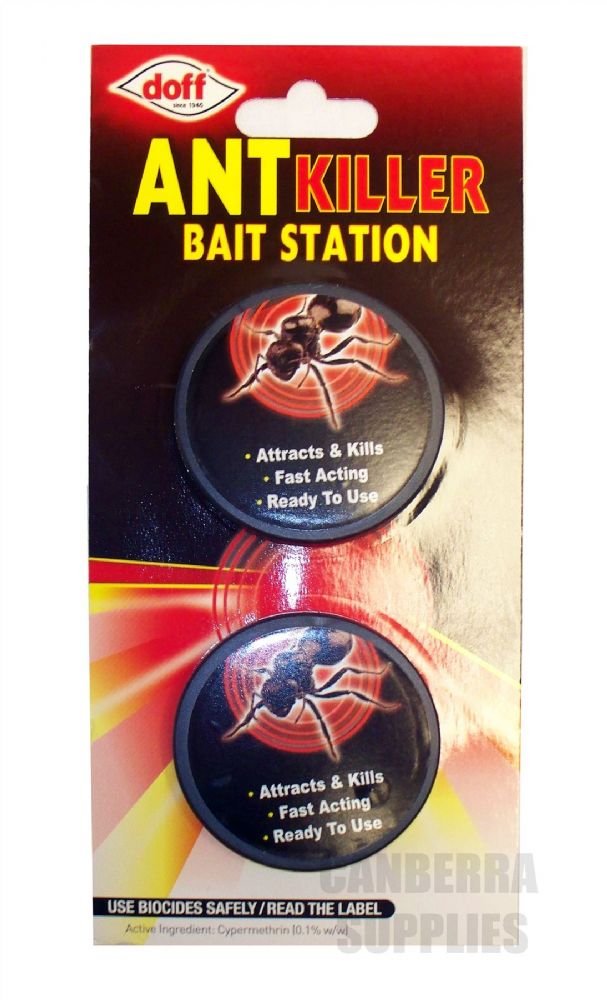 doff
since 1946
ANT KILLER
BAIT STATION
• Attracts & Kills
• Fast Acting
• Ready To Use
• Attracts & Kills
• Fast Acting
• Ready To Use
CANBERRA
USE BIOCIDES SAFELY/READ THE LABEL
SUPPLIES
Active Ingredient: Cypermethrin [0.1% w/w]